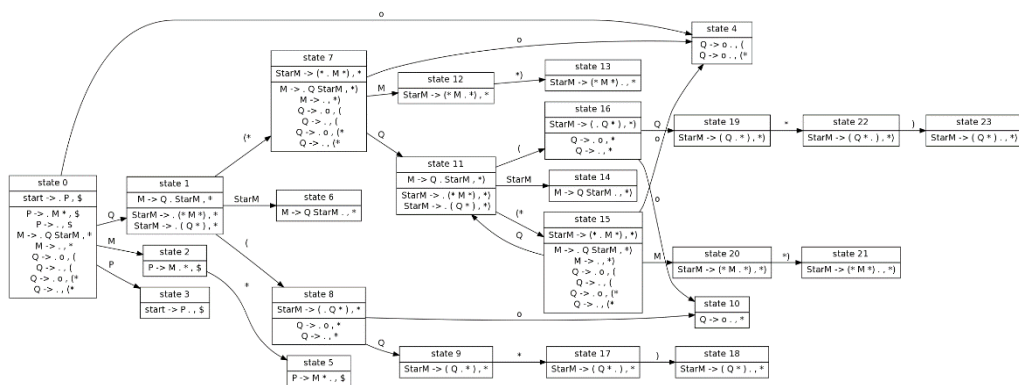 o
state 4
Q -> o . , (
Q -> o . , (*
state 7
StarM -> (* . M *) , *
M -> . Q StarM , *)
M -> . , *)
Q -> . o , (
Q -> . , (
Q -> . o , (*
Q -> . , (*
o
M
state 12
StarM -> (* M . *) , *
*)
state 13
StarM -> (* M *) . , *
state 16
StarM -> ( . Q * ) , *)
Q -> . o , *
Q -> . , *
Q
state 19
StarM -> ( Q . * ) , *)
*
state 22
StarM -> ( Q * . ) , *)
)
state 23
StarM -> ( Q * ) . , *)
(*
Q
o
state 11
M -> Q . StarM , *)
StarM -> . (* M *) , *)
StarM -> . ( Q * ) , *)
(
StarM
state 14
M -> Q StarM . , *)
(*
Q
o
state 0
start -> . P , $
P -> . M * , $
P -> . , $
M -> . Q StarM , *
M -> . , *
Q -> . o , (
Q -> . , (
Q -> . o , (*
Q -> . , (*
Q
M
P
state 1
M -> Q . StarM , *
StarM -> . (* M *) , *
StarM -> . ( Q * ) , *
StarM
state 6
M -> Q StarM . , *
(
state 2
P -> M . * , $
*
state 3
start -> P . , $
state 15
StarM -> (* . M *) , *)
M -> . Q StarM , *)
M -> . , *)
Q -> . o , (
Q -> . , (
Q -> . o , (*
Q -> . , (*
M
state 20
StarM -> (* M . *) , *)
*)
state 21
StarM -> (* M *) . , *)
state 8
StarM -> ( . Q * ) , *
Q -> . o , *
Q -> . , *
o
state 10
Q -> o . , *
Q
state 9
StarM -> ( Q . * ) , *
*
state 17
StarM -> ( Q * . ) , *
)
state 18
StarM -> ( Q * ) . , *
state 5
P -> M * . , $